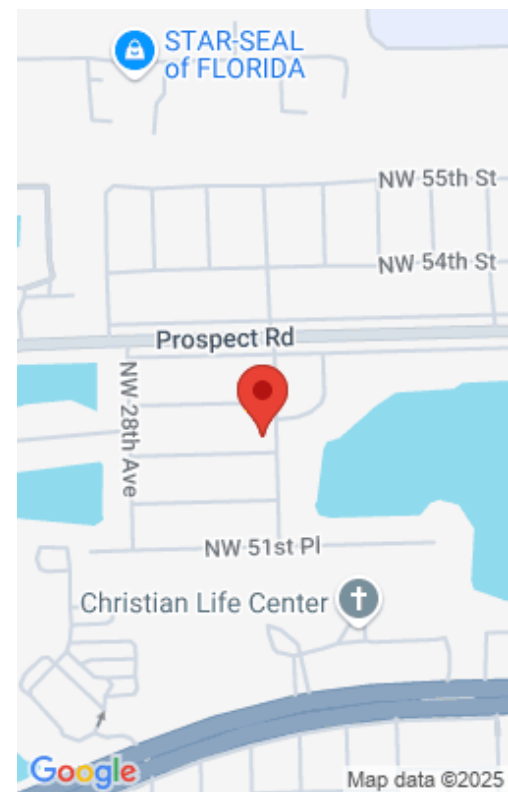 STAR-SEAL
of FLORIDA
NW 55th St
NW 54th St
Prospect Rd
NW 28th Ave
NW 51st Pl
Christian Life Center
Google
Map data ©2025